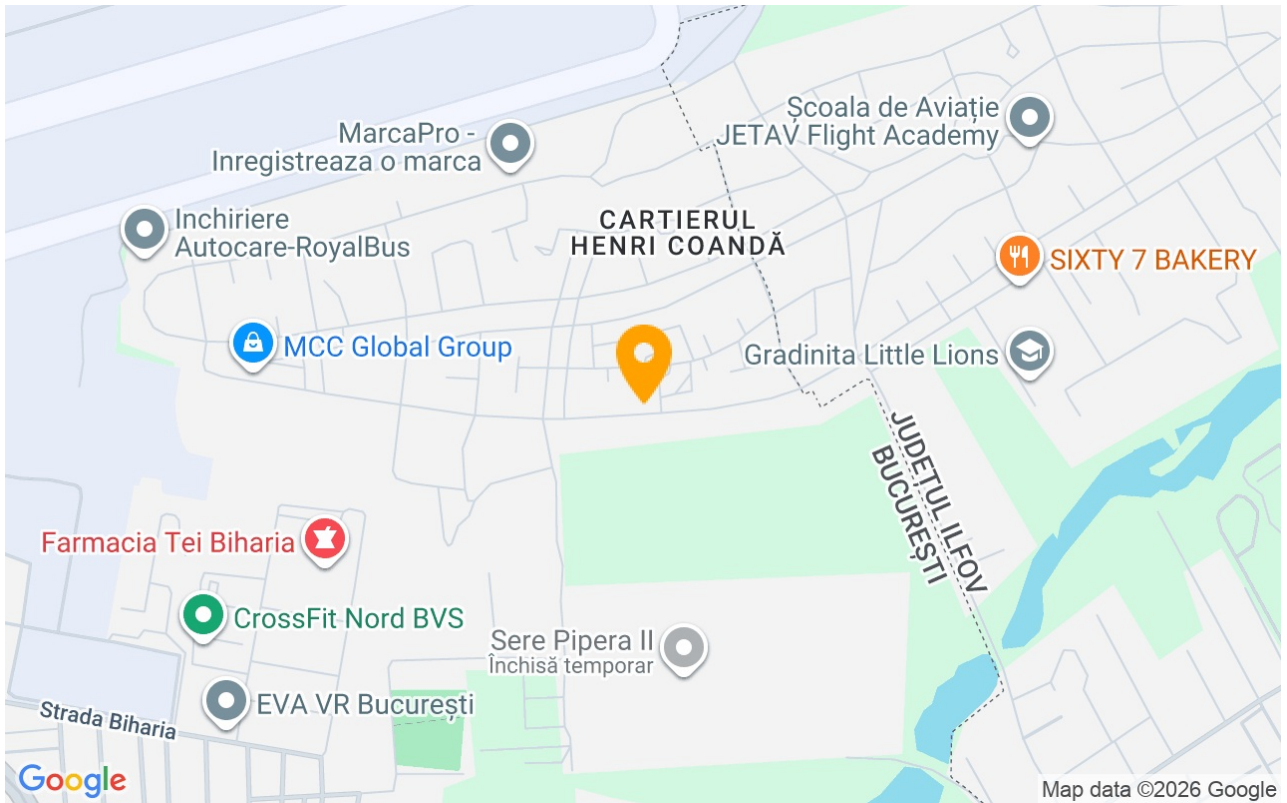 Școala de Aviație
JETAV Flight Academy
MarcaPro -
Inregistreaza o marca
CARTIERUL
HENRI COANDĂ
Inchiriere
Autocare-RoyalBus
SIXTY 7 BAKERY
MCC Global Group
Gradinita Little Lions
JUDEȚUL ILFOV
BUCUREȘTI
Farmacia Tei Biharia
CrossFit Nord BVS
Sere Pipera II
Închisă temporar
EVA VR București
Strada Biharia
Google
Map data ©2026 Google